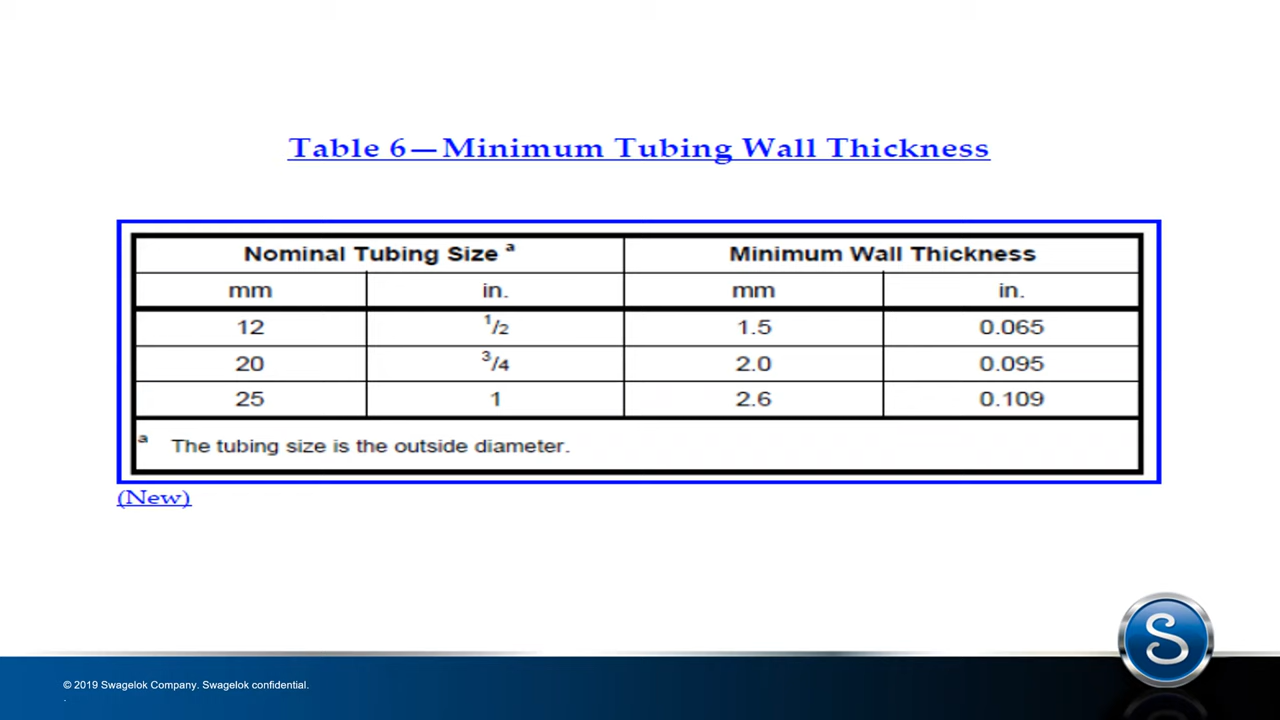 Table 6—Minimum Tubing Wall Thickness
Nominal Tubing Size ᵃ Minimum Wall Thickness
mm in. mm in.
12 1/2 1.5 0.065
20 3/4 2.0 0.095
25 1 2.6 0.109
ᵃ The tubing size is the outside diameter.
(New)
S
© 2019 Swagelok Company. Swagelok confidential.
.